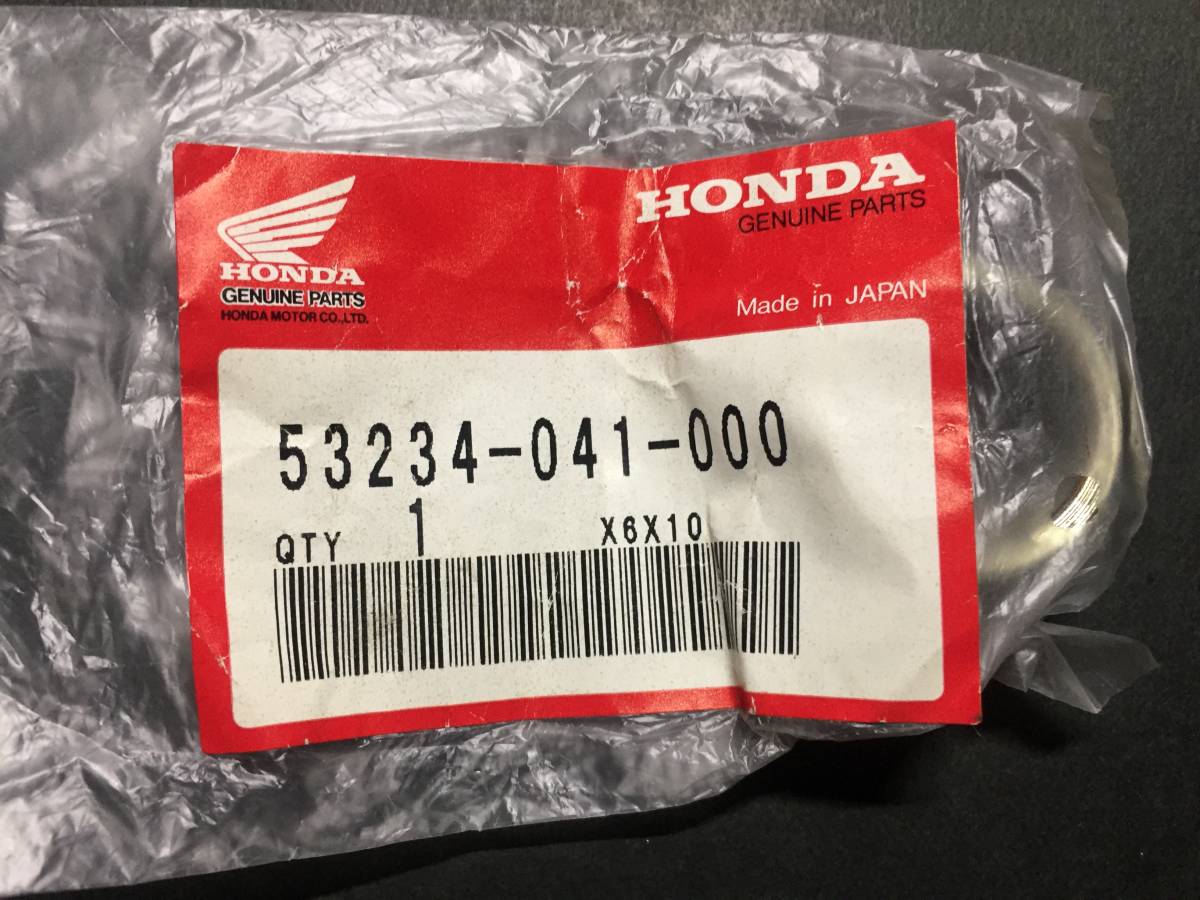 HONDA
GENUINE PARTS
HONDA MOTOR CO., LTD.
HONDA
GENUINE PARTS
Made in JAPAN
53234-041-000
QTY 1 X6X10